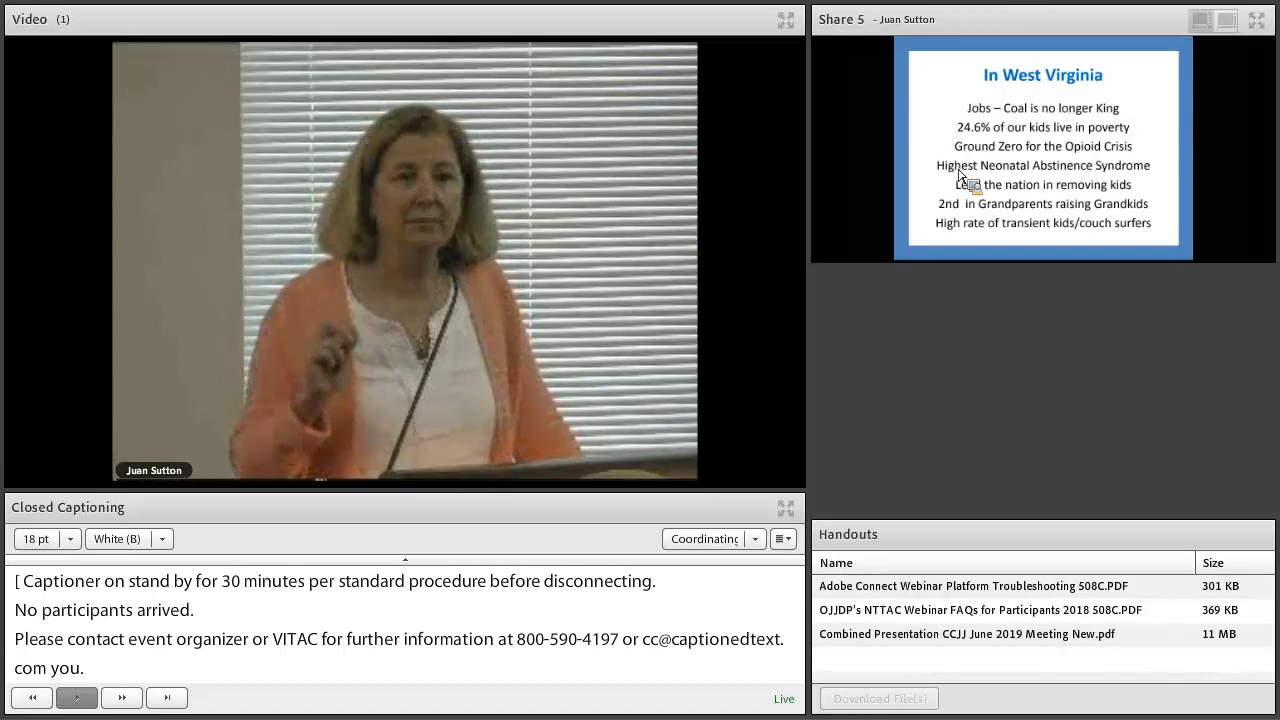 Video (1)
Juan Sutton
Share 5 - Juan Sutton
In West Virginia
Jobs – Coal is no longer King
24.6% of our kids live in poverty
Ground Zero for the Opioid Crisis
Highest Neonatal Abstinence Syndrome
the nation in removing kids
2nd in Grandparents raising Grandkids
High rate of transient kids/couch surfers
Closed Captioning
18 pt White (B) Coordinating
[ Captioner on stand by for 30 minutes per standard procedure before disconnecting.
No participants arrived.
Please contact event organizer or VITAC for further information at 800-590-4197 or cc@captionedtext.
com you.
Live
Handouts
Name Size
Adobe Connect Webinar Platform Troubleshooting 508C.PDF 301 KB
OJJDP's NTTAC Webinar FAQs for Participants 2018 508C.PDF 369 KB
Combined Presentation CCJJ June 2019 Meeting New.pdf 11 MB
Download File(s)